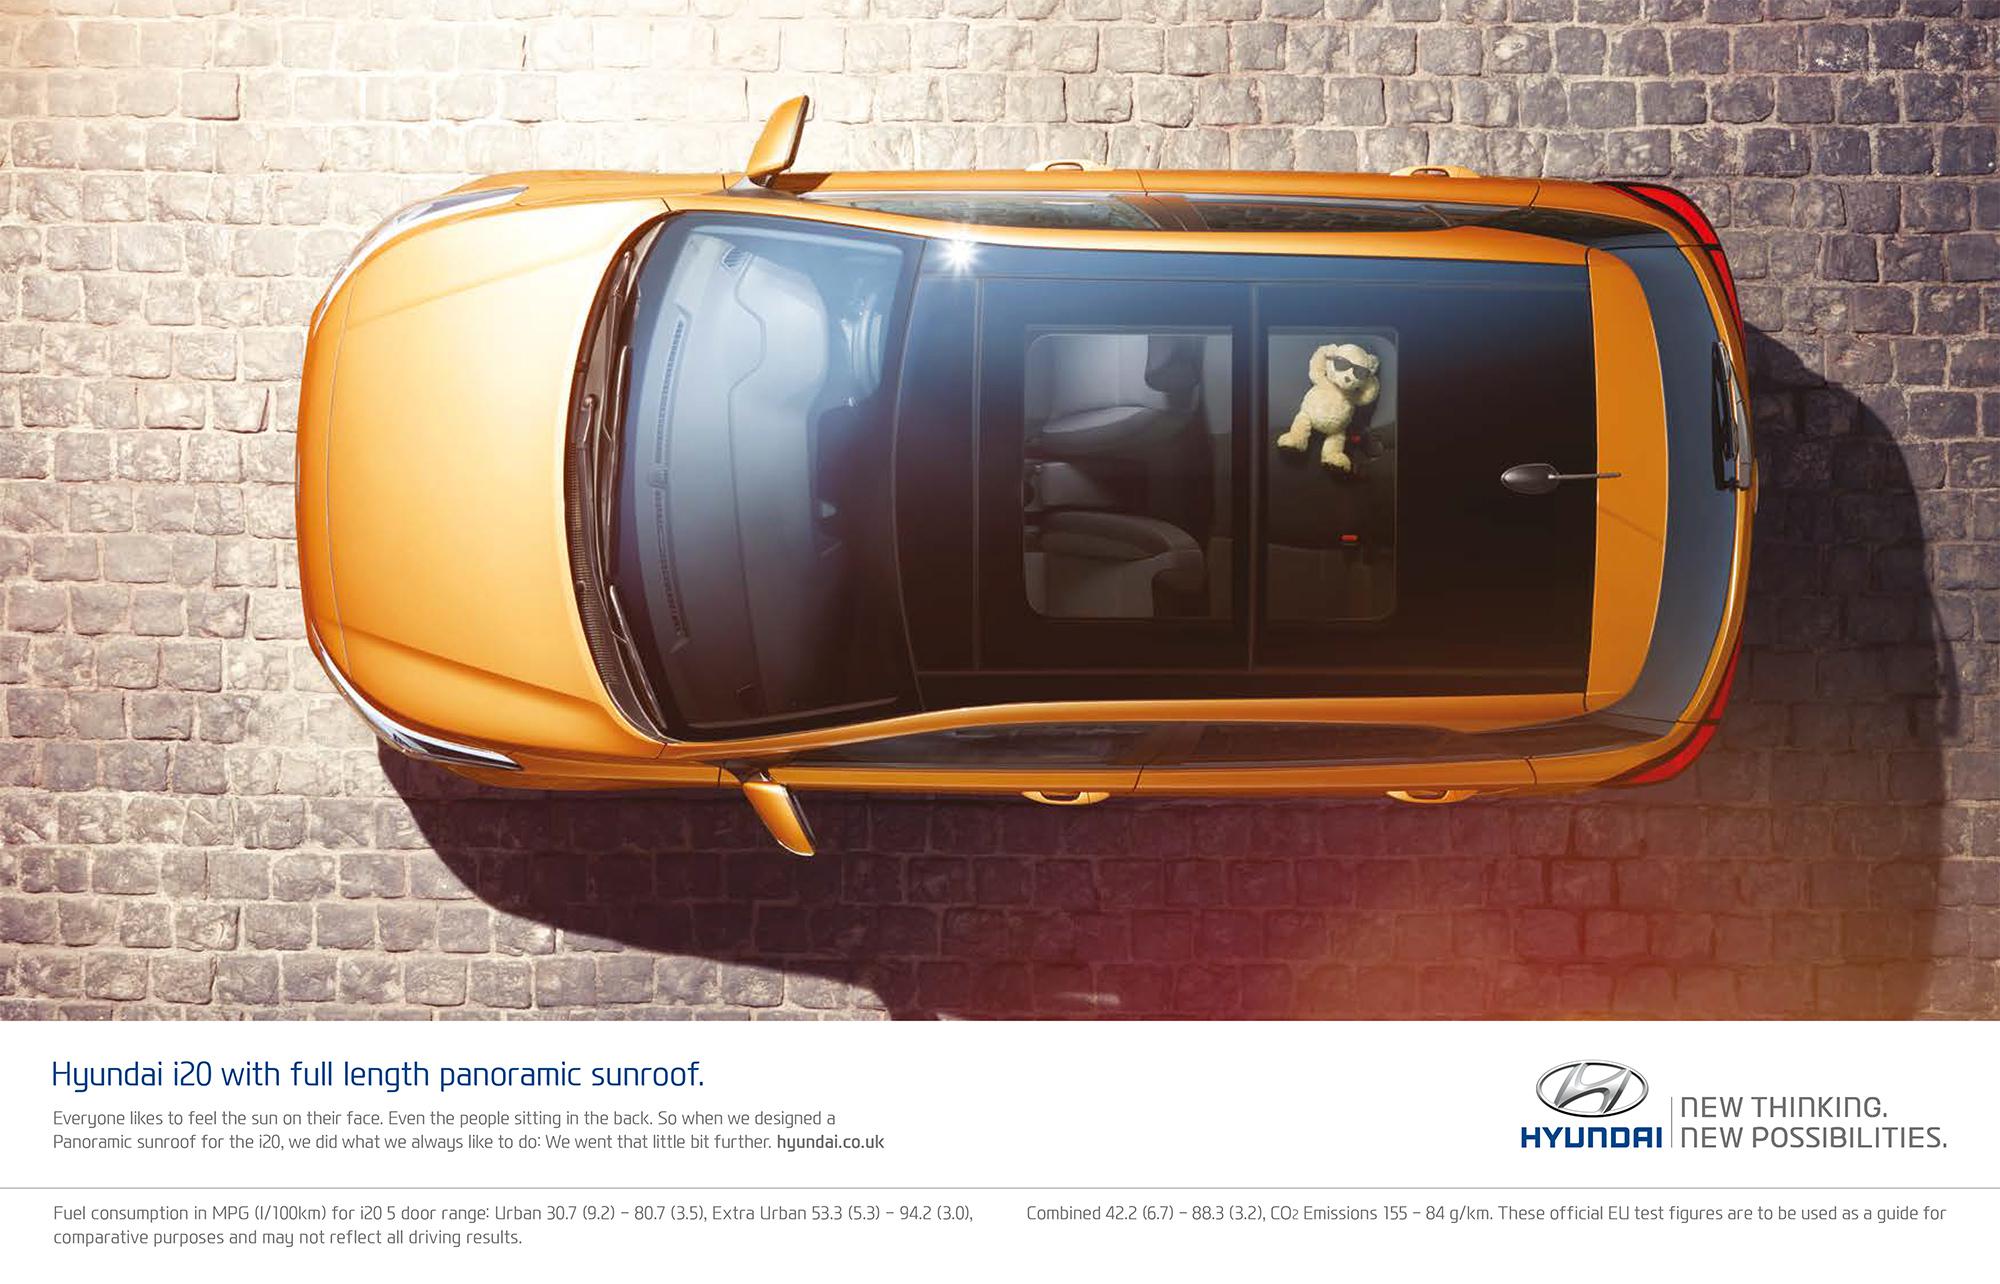 Hyundai i20 with full length panoramic sunroof.
Everyone likes to feel the sun on their face. Even the people sitting in the back. So when we designed a
Panoramic sunroof for the i20, we did what we always like to do: We went that little bit further. hyundai.co.uk
HYUNDAI
NEW THINKING.
NEW POSSIBILITIES.
Fuel consumption in MPG (l/100km) for i20 5 door range: Urban 30.7 (9.2) – 80.7 (3.5), Extra Urban 53.3 (5.3) – 94.2 (3.0), Combined 42.2 (6.7) – 88.3 (3.2), CO2 Emissions 155 – 84 g/km. These official EU test figures are to be used as a guide for
comparative purposes and may not reflect all driving results.